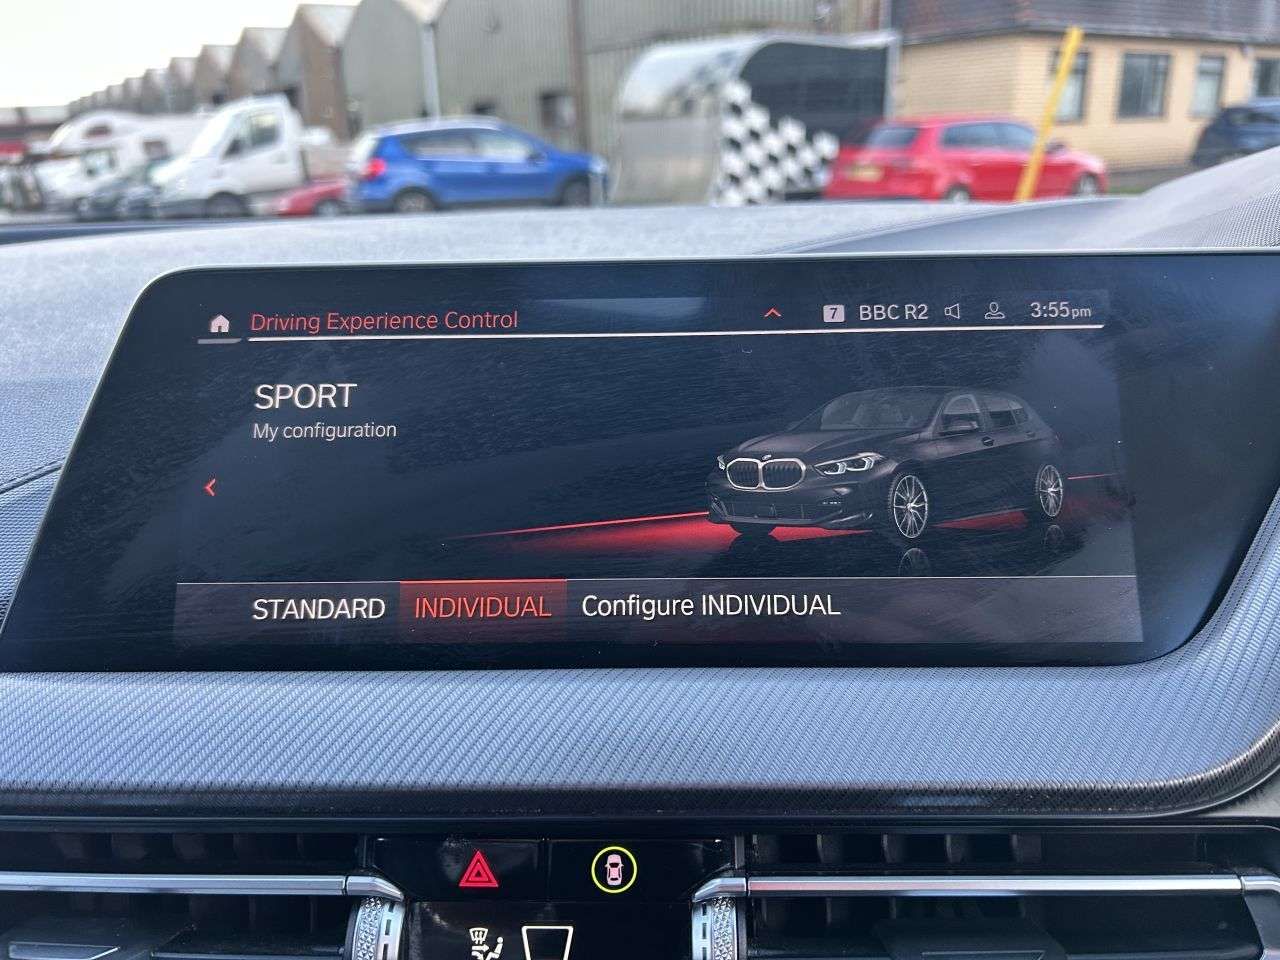 Driving Experience Control
7 BBC R2 3:55pm
SPORT
My configuration
STANDARD INDIVIDUAL Configure INDIVIDUAL